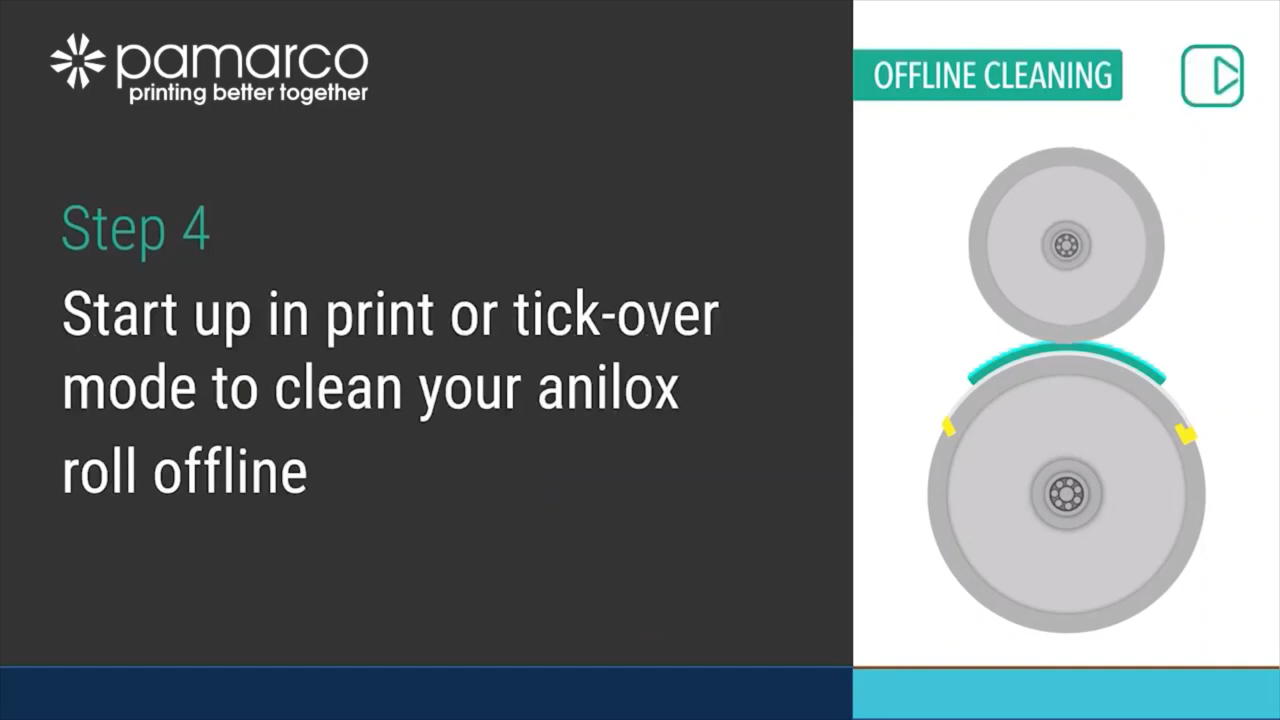 pamarco
printing better together
OFFLINE CLEANING
Step 4
Start up in print or tick-over
mode to clean your anilox
roll offline